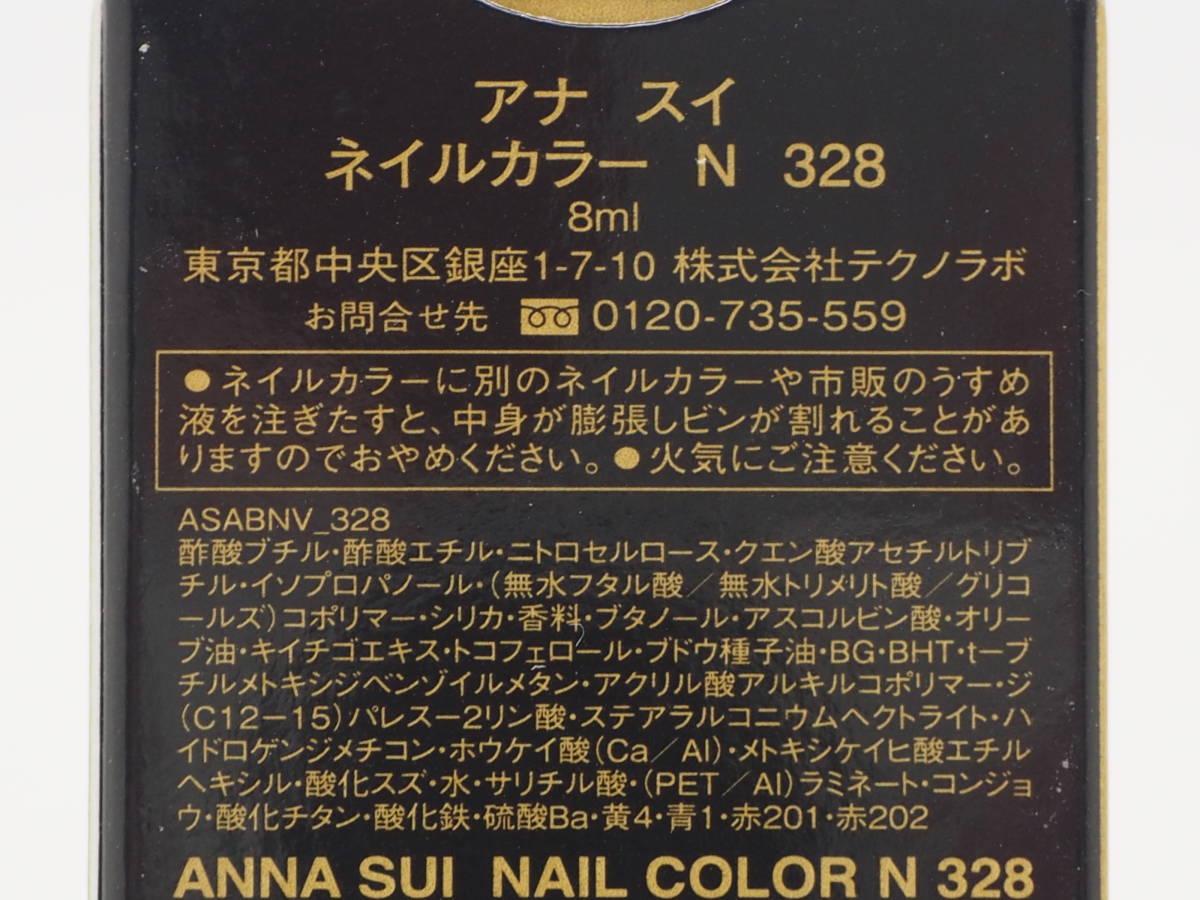 アナ スイ
ネイルカラー N 328
8ml
東京都中央区銀座1-7-10 株式会社テクノラボ
お問合せ先 0120-735-559
●ネイルカラーに別のネイルカラーや市販のうすめ
液を注ぎたすと、中身が膨張しビンが割れることがあ
りますのでおやめください。●火気にご注意ください。
ASABNV_328
酢酸ブチル・酢酸エチル・ニトロセルロース・クエン酸アセチルトリブ
チル・イソプロパノール・(無水フタル酸/無水トリメリト酸/グリコ
ールズ)コポリマー・シリカ・香料・ブタノール・アスコルビン酸・オリー
ブ油・キイチゴエキス・トコフェロール・ブドウ種子油・BG・BHT・tーブ
チルメトキシジベンゾイルメタン・アクリル酸アルキルコポリマー・ジ
(C12ー15)パレスー2リン酸・ステアラルコニウムヘクトライト・ハ
イドロゲンジメチコン・ホウケイ酸(Ca/Al)・メトキシケイヒ酸エチル
ヘキシル・酸化スズ・水・サリチル酸・(PET/Al)ラミネート・コンジョ
ウ・酸化チタン・酸化鉄・硫酸Ba・黄4・青1・赤201・赤202
ANNA SUI NAIL COLOR N 328